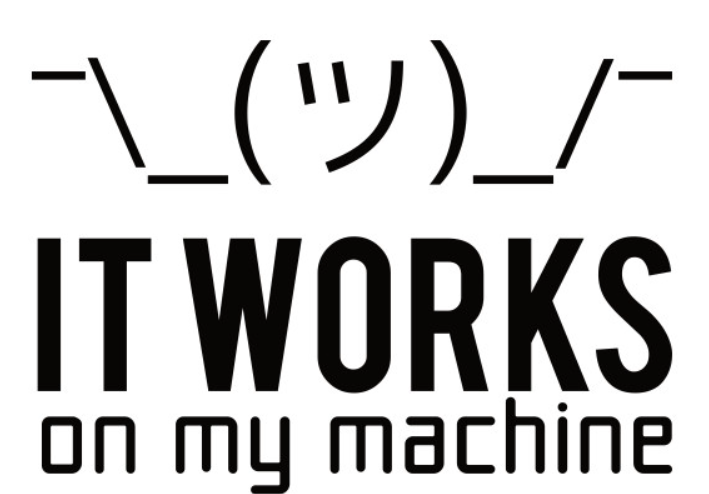 ¯\_(ツ)_/¯
IT WORKS
on my machine